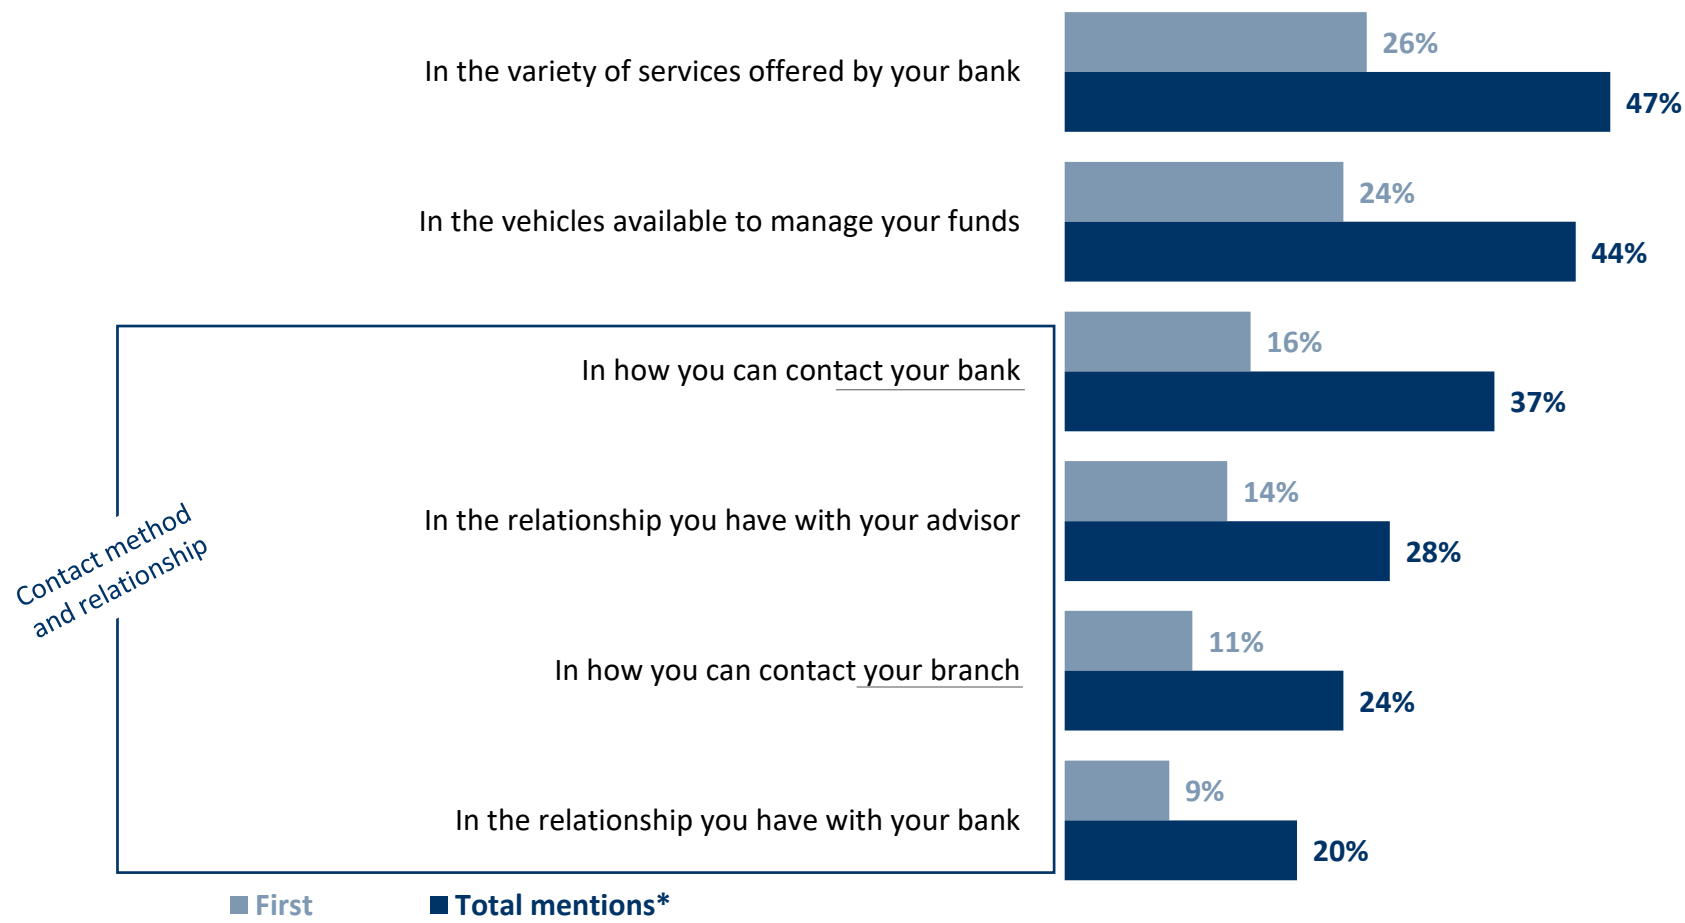 26%
In the variety of services offered by your bank
47%
24%
In the vehicles available to manage your funds
44%
16%
In how you can contact your bank
37%
14%
In the relationship you have with your advisor
28%
Contact method
and relationship
11%
In how you can contact your branch
24%
9%
In the relationship you have with your bank
20%
First
Total mentions*